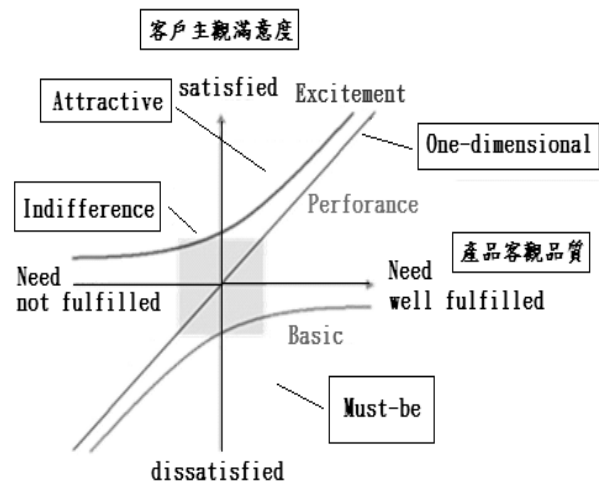 客戶主觀滿意度
Attractive
satisfied
Excitement
One-dimensional
Indifference
Perforance
產品客觀品質
Need
not fulfilled
Need
well fulfilled
Basic
Must-be
dissatisfied